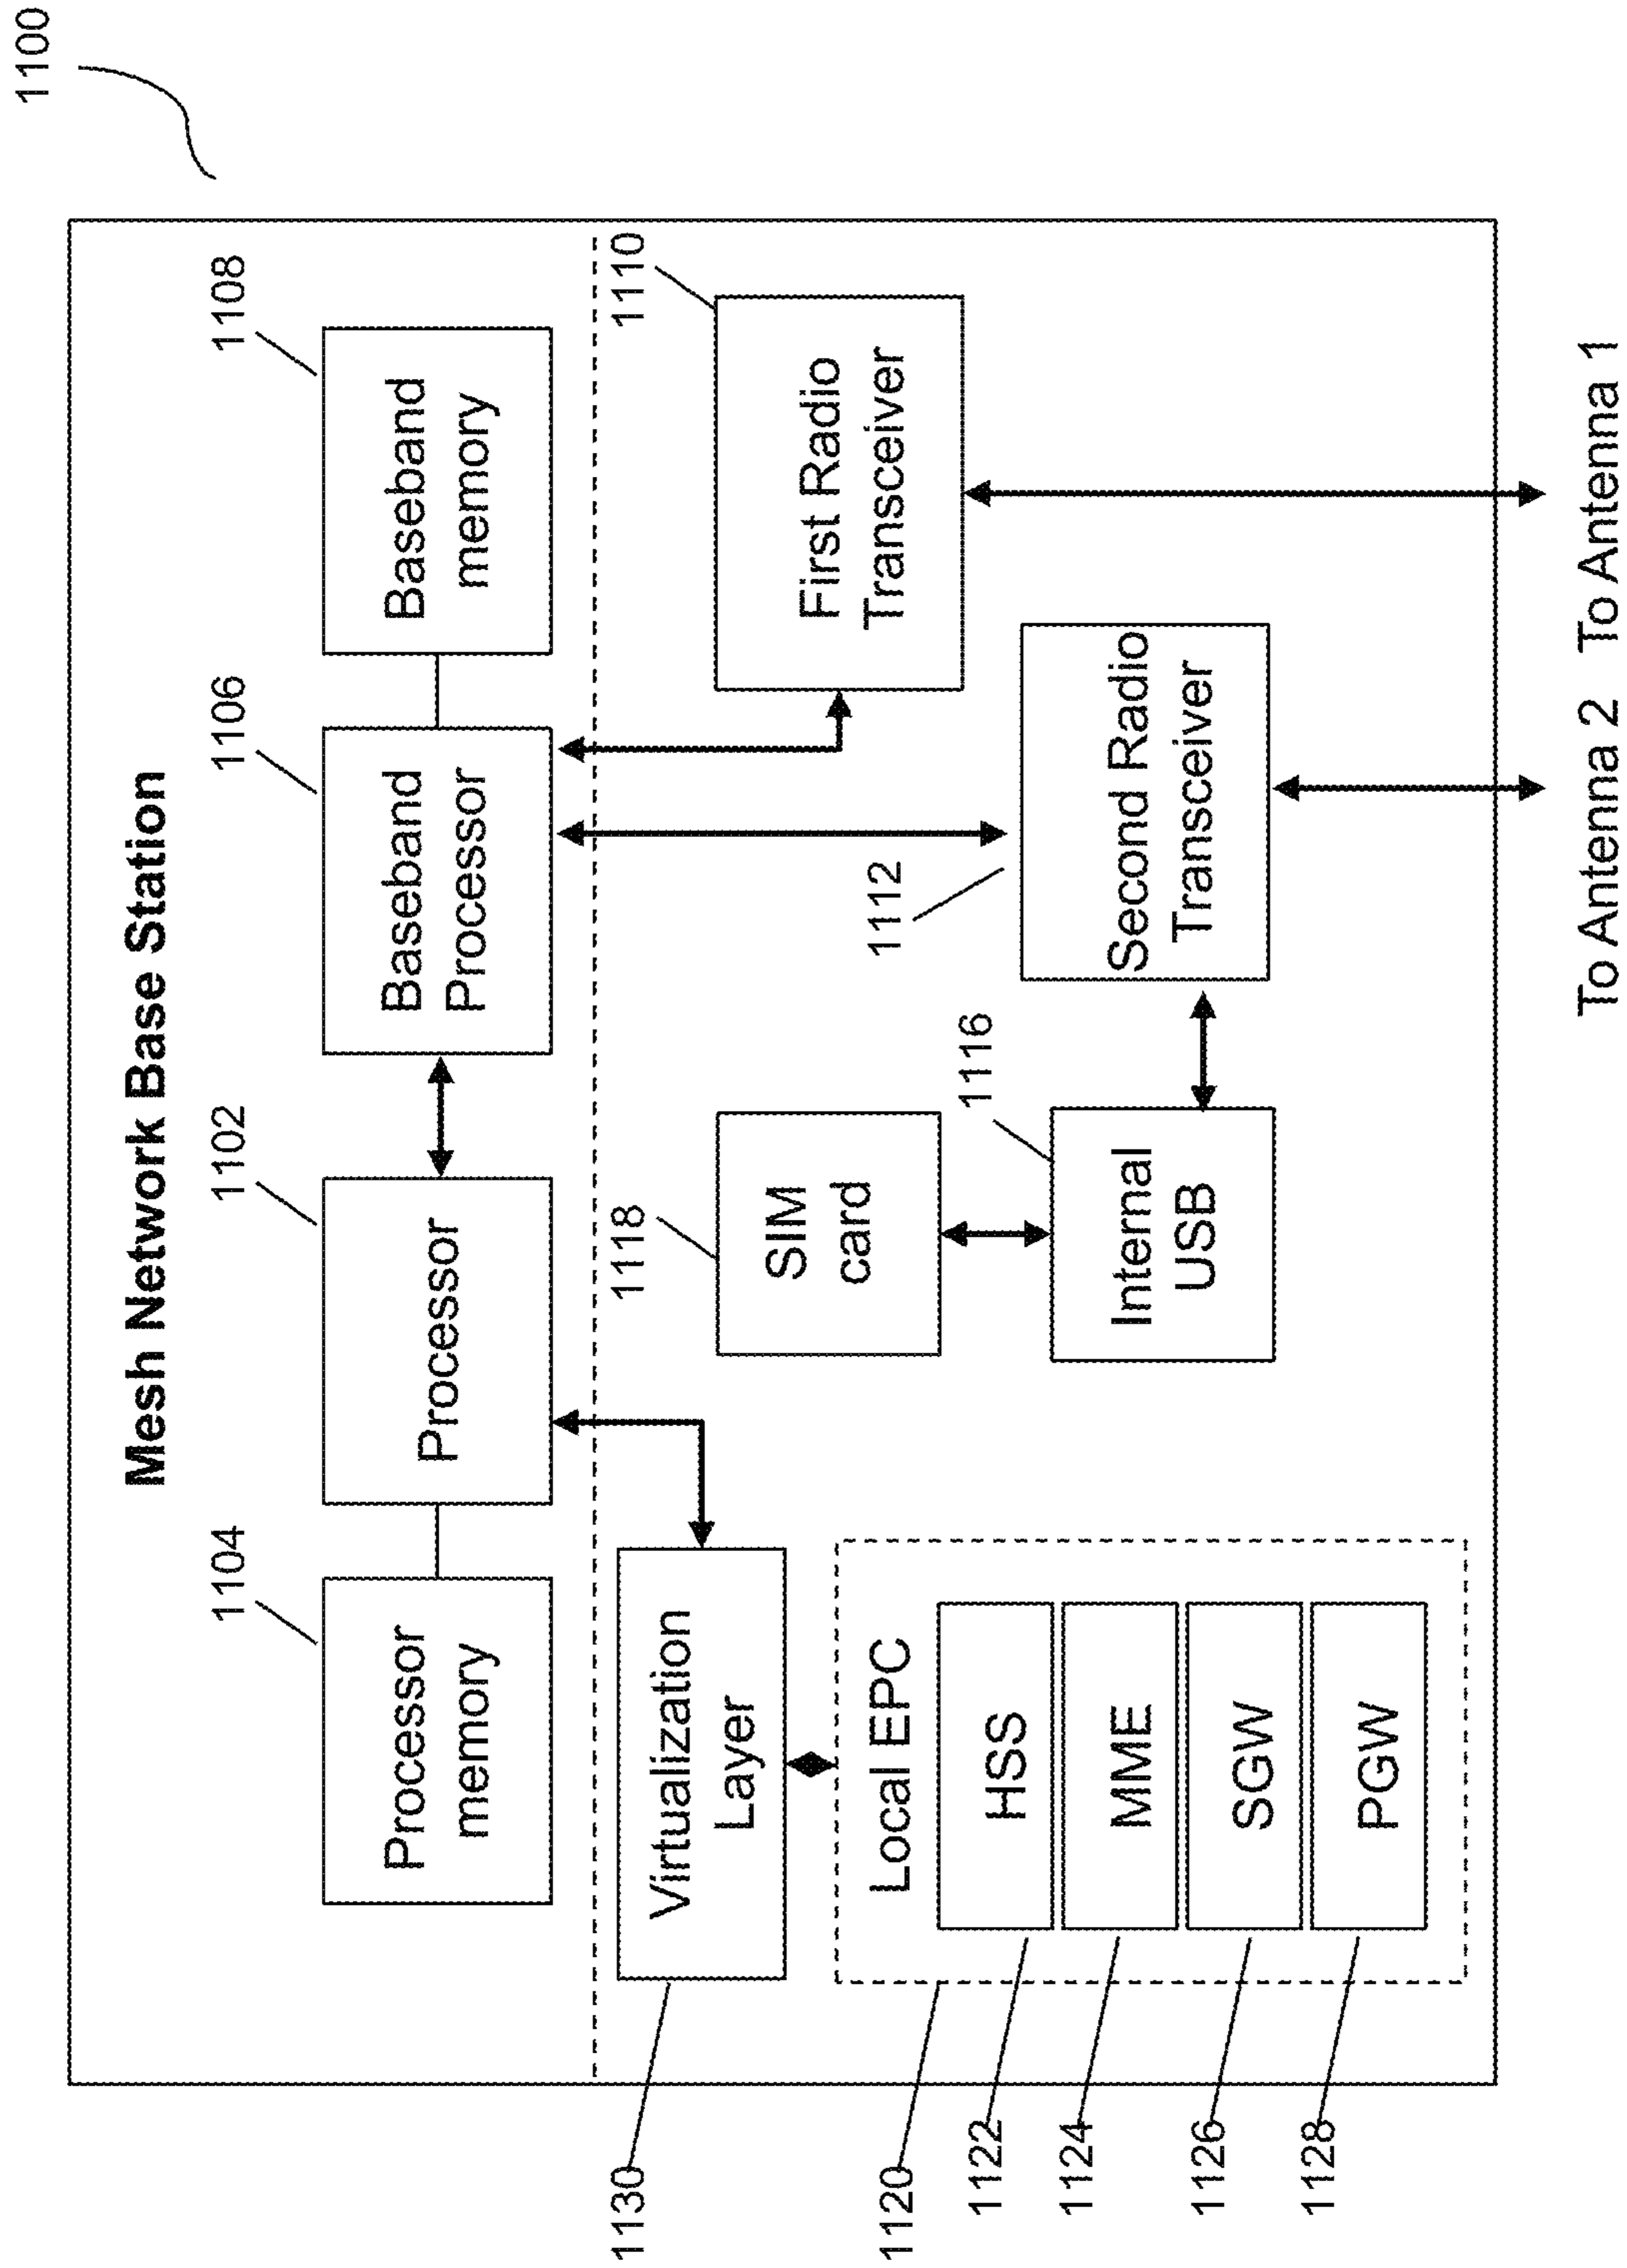 1100
Mesh Network Base Station
1104
1102
1106
1108
Processor
memory
Processor
Baseband
Processor
Baseband
memory
1130
1118
1110
Virtualization
Layer
SIM
card
First Radio
Transceiver
1112
1120
Local EPC
1116
1122
HSS
1124
MME
Internal
USB
Second Radio
Transceiver
1126
SGW
1128
PGW
To Antenna 2
To Antenna 1